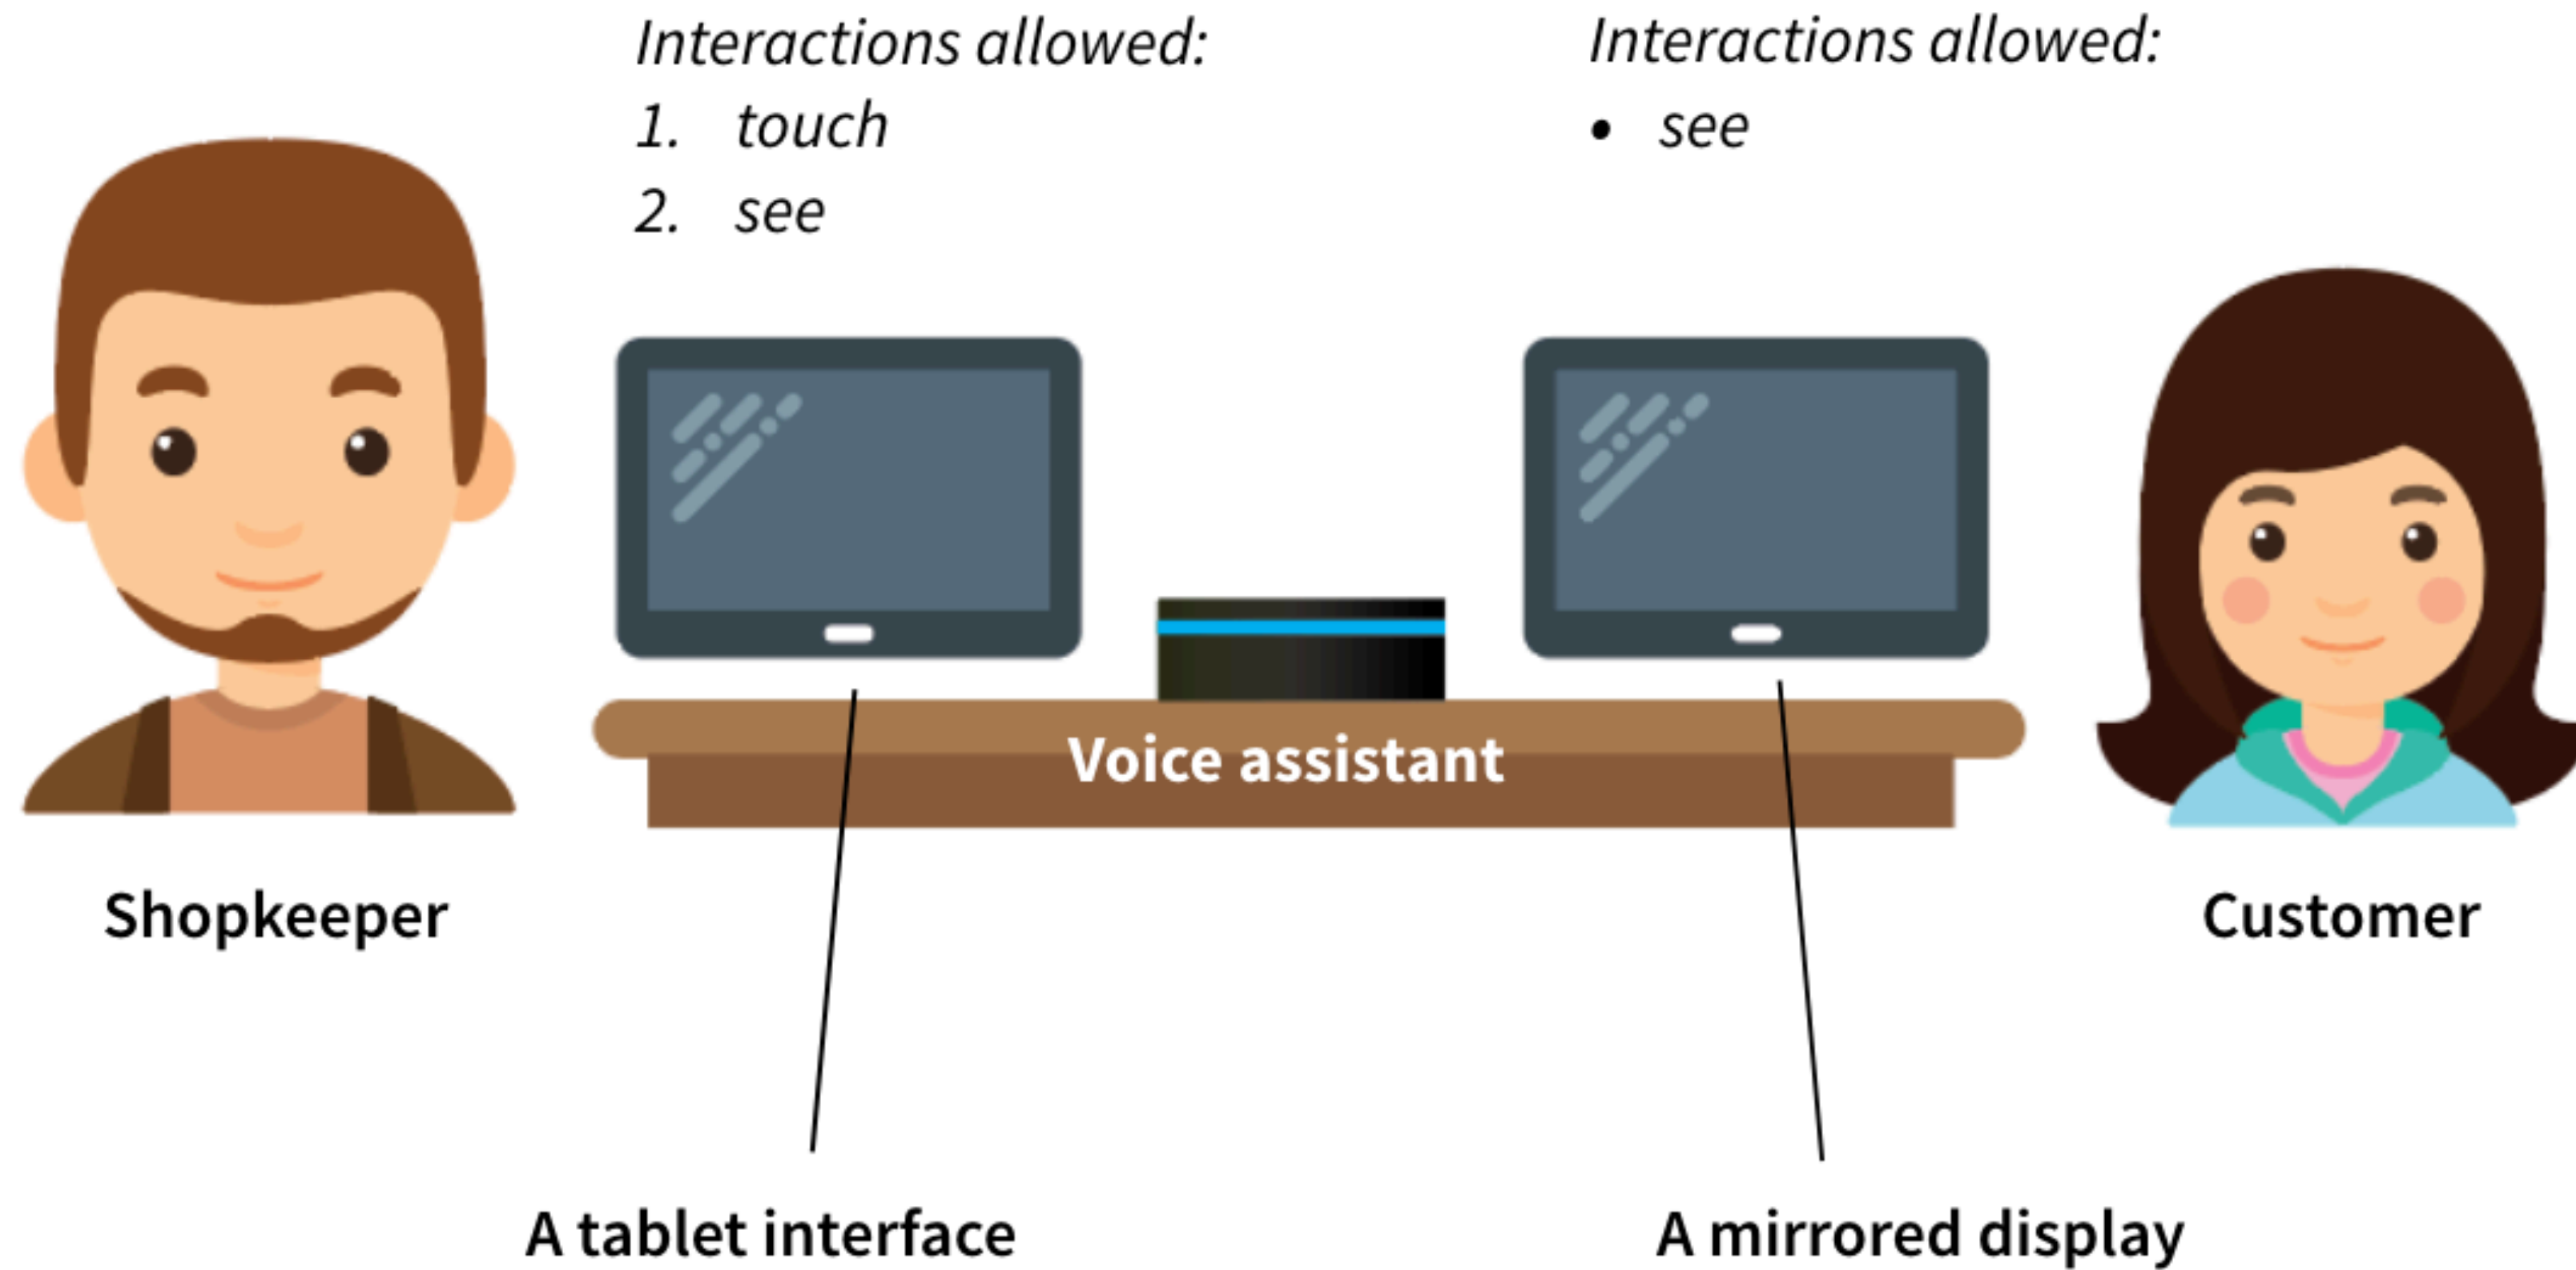 Interactions allowed:
1. touch
2. see
Interactions allowed:
• see
Voice assistant
Shopkeeper
Customer
A tablet interface
A mirrored display